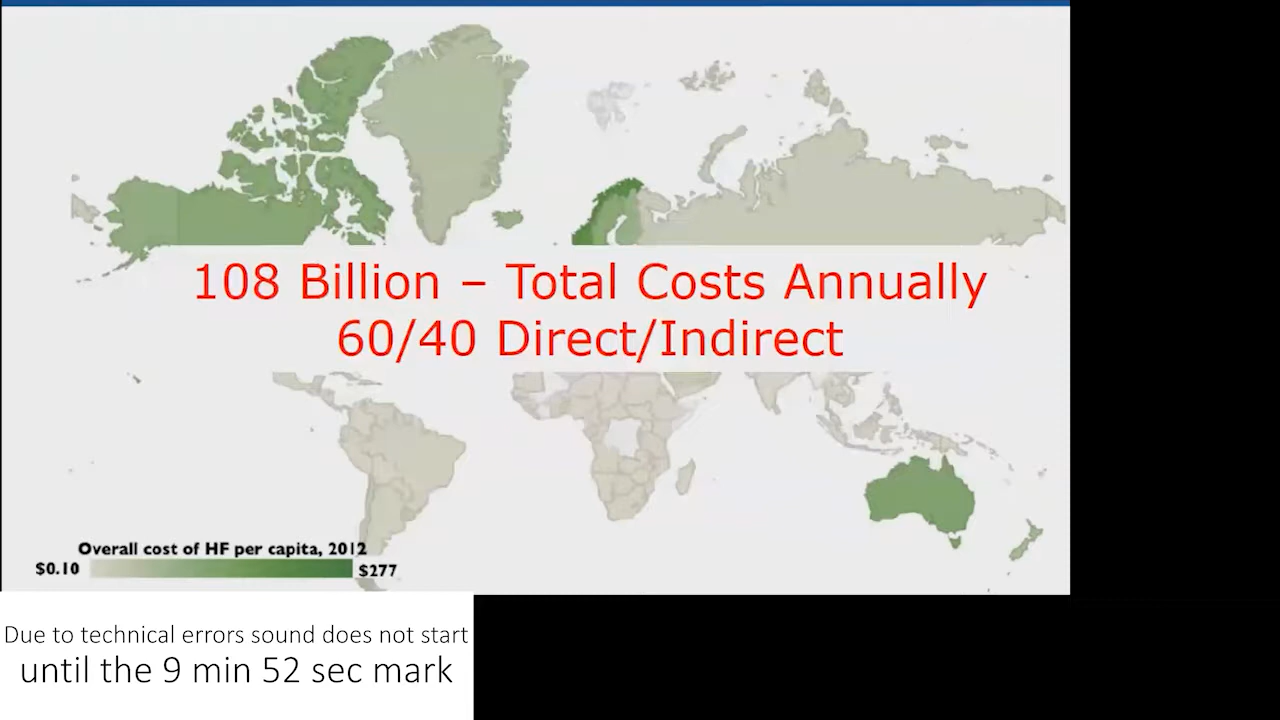 108 Billion – Total Costs Annually
60/40 Direct/Indirect
Overall cost of HF per capita, 2012
$0.10 $277
Due to technical errors sound does not start
until the 9 min 52 sec mark